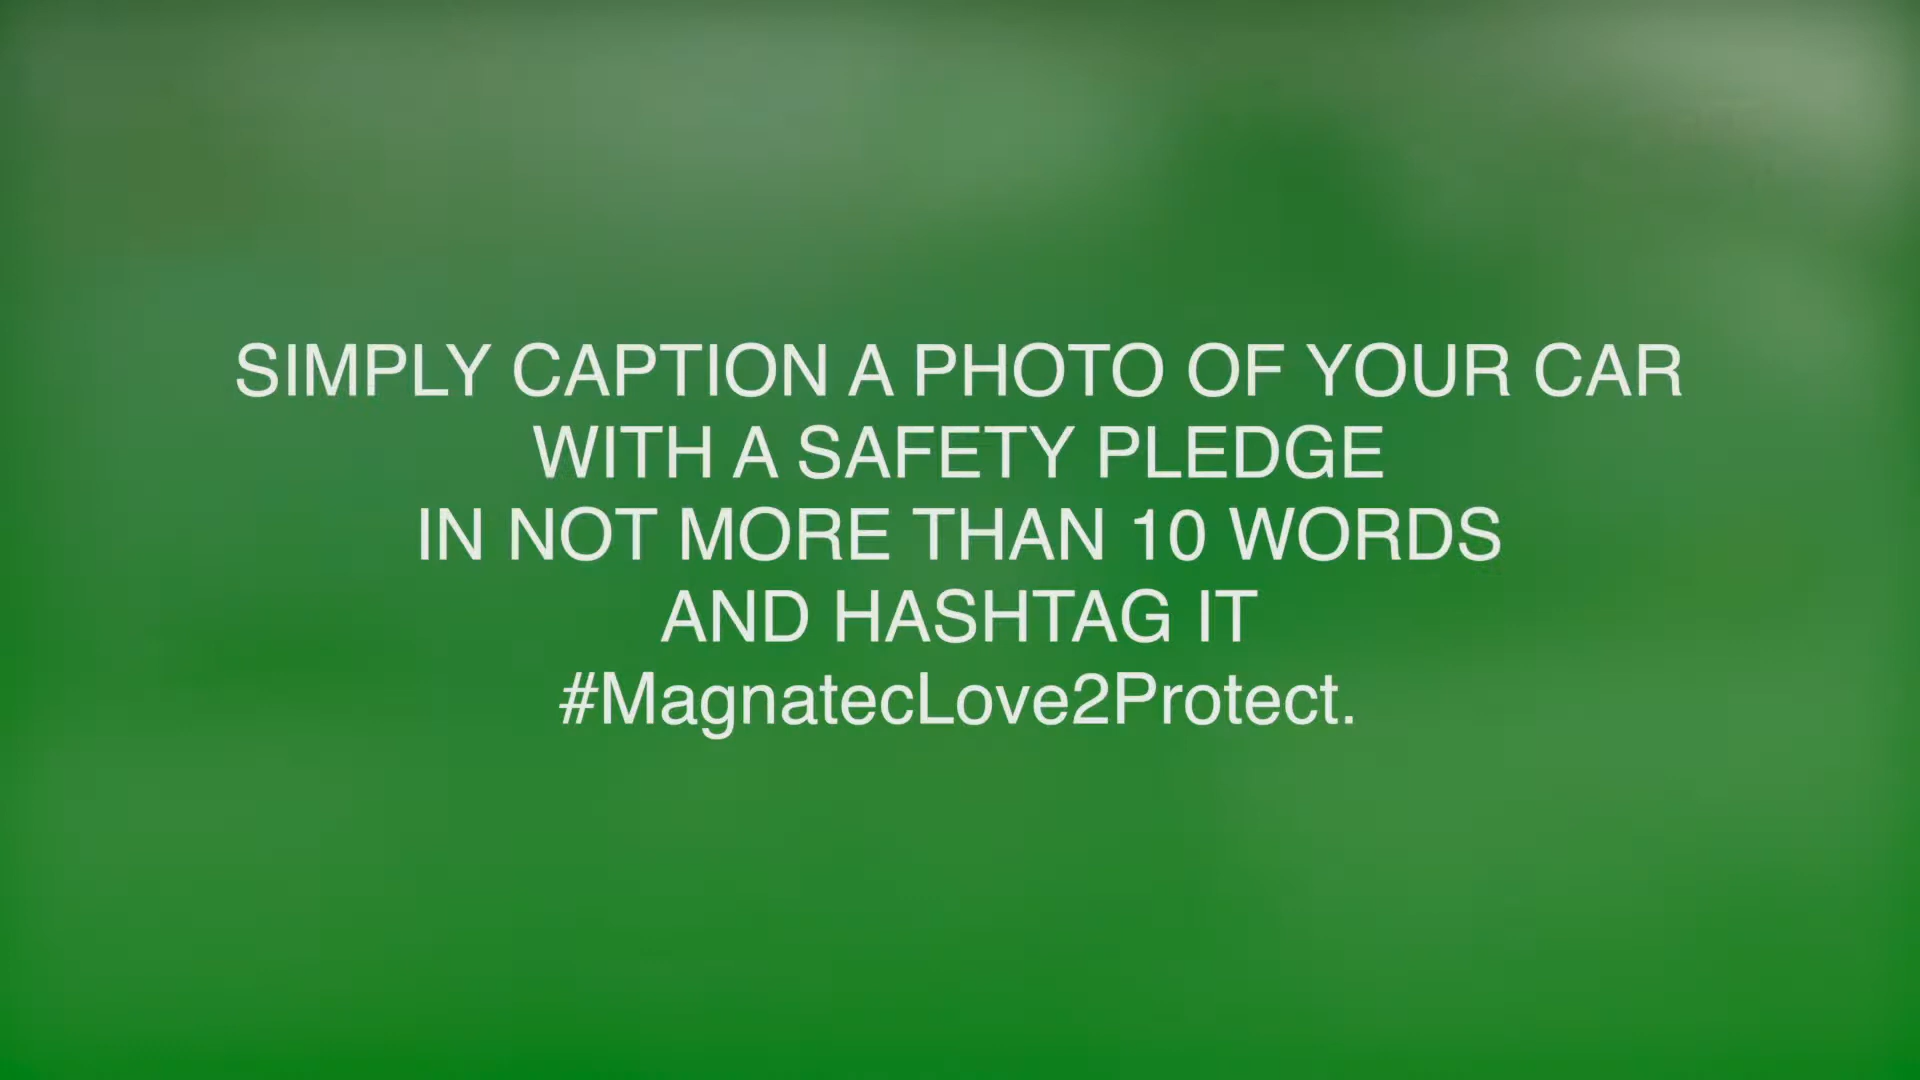 SIMPLY CAPTION A PHOTO OF YOUR CAR
WITH A SAFETY PLEDGE
IN NOT MORE THAN 10 WORDS
AND HASHTAG IT
#MagnatecLove2Protect.